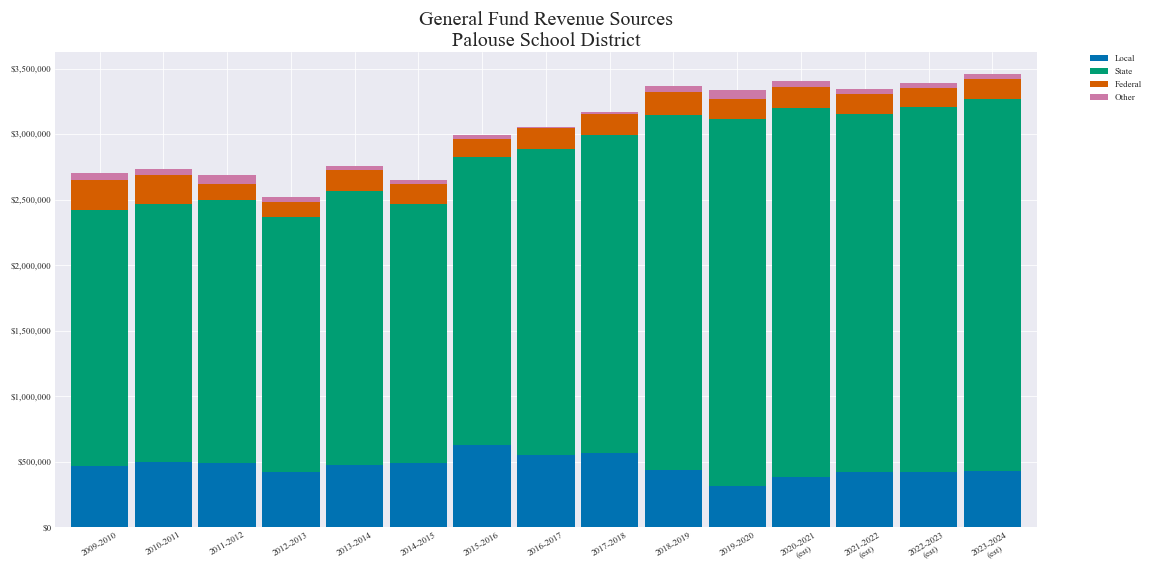 General Fund Revenue Sources
Palouse School District
Local
State
Federal
Other
$3,500,000
$3,000,000
$2,500,000
$2,000,000
$1,500,000
$1,000,000
$500,000
$0
2009-2010
2010-2011
2011-2012
2012-2013
2013-2014
2014-2015
2015-2016
2016-2017
2017-2018
2018-2019
2019-2020
2020-2021
(est)
2021-2022
(est)
2022-2023
(est)
2023-2024
(est)